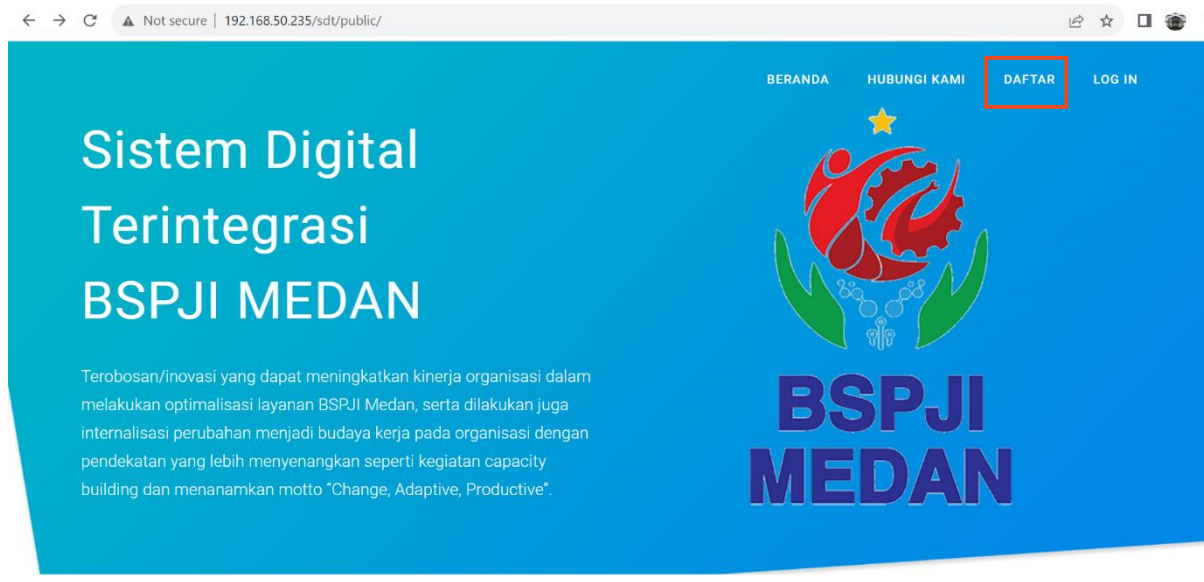 Not secure | 192.168.50.235/sdt/public/
BERANDA HUBUNGI KAMI DAFTAR LOG IN
Sistem Digital
Terintegrasi
BSPJI MEDAN
Terobosan/inovasi yang dapat meningkatkan kinerja organisasi dalam
melakukan optimalisasi layanan BSPJI Medan, serta dilakukan juga
internalisasi perubahan menjadi budaya kerja pada organisasi dengan
pendekatan yang lebih menyenangkan seperti kegiatan capacity
building dan menanamkan motto “Change, Adaptive, Productive”.
BSPJI
MEDAN